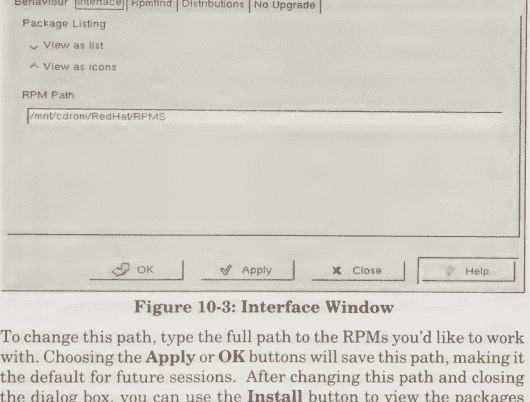 Behaviour Interface Rpmfind Distributions No Upgrade
Package Listing
View as list
View as icons
RPM Path
/mnt/cdrom/RedHat/RPMS
OK Apply Close Help
Figure 10-3: Interface Window
To change this path, type the full path to the RPMs you'd like to work
with. Choosing the Apply or OK buttons will save this path, making it
the default for future sessions. After changing this path and closing
the dialog box, you can use the Install button to view the packages